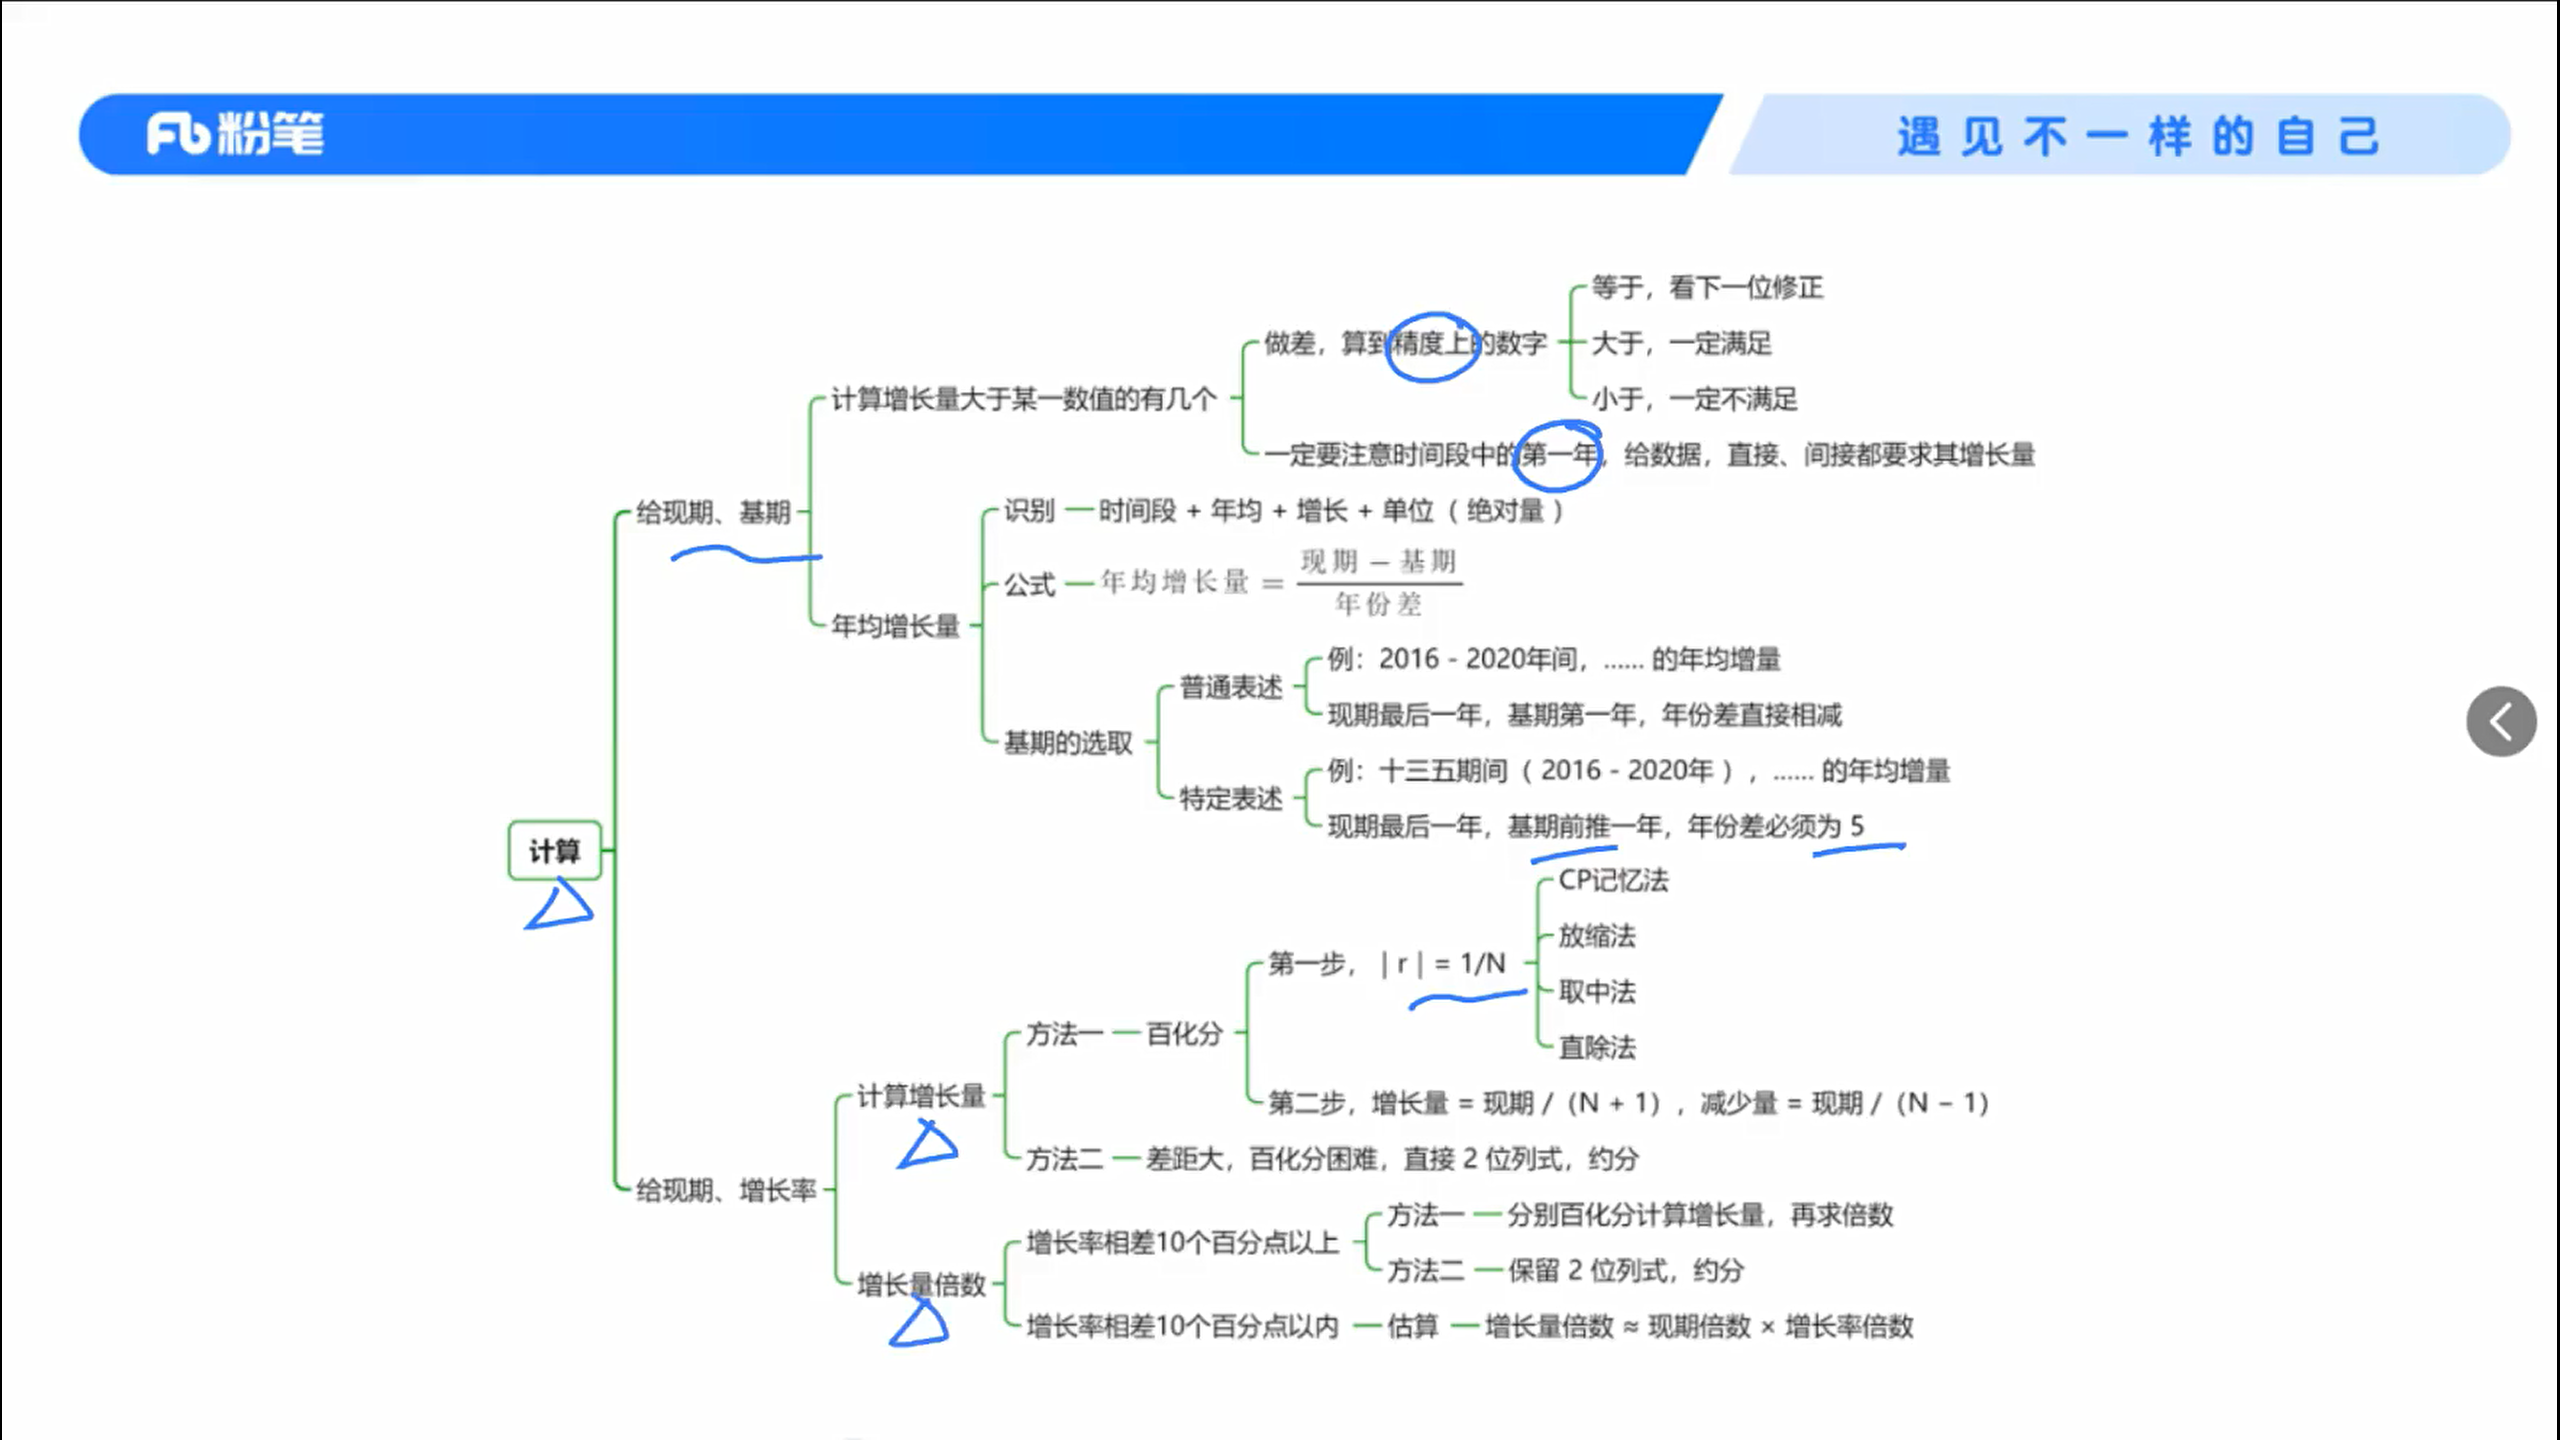 粉笔
遇见不一样的自己
计算
给现期、基期
计算增长量大于某一数值的有几个
做差，算到精度上的数字
等于，看下一位修正
大于，一定满足
小于，一定不满足
一定要注意时间段中的第一年，给数据，直接、间接都要求其增长量
年均增长量
识别
时间段 + 年均 + 增长 + 单位（绝对量）
公式
年均增长量 = 现期 − 基期 / 年份差
基期的选取
普通表述
例：2016 - 2020年间，...... 的年均增量
现期最后一年，基期第一年，年份差直接相减
特定表述
例：十三五期间（2016 - 2020年），...... 的年均增量
现期最后一年，基期前推一年，年份差必须为 5
给现期、增长率
计算增长量
方法一
百化分
第一步，| r | = 1/N
CP记忆法
放缩法
取中法
直除法
第二步，增长量 = 现期 /（N + 1），减少量 = 现期 /（N − 1）
方法二
差距大，百化分困难，直接 2 位列式，约分
增长量倍数
增长率相差10个百分点以上
方法一
分别百化分计算增长量，再求倍数
方法二
保留 2 位列式，约分
增长率相差10个百分点以内
估算
增长量倍数 ≈ 现期倍数 × 增长率倍数